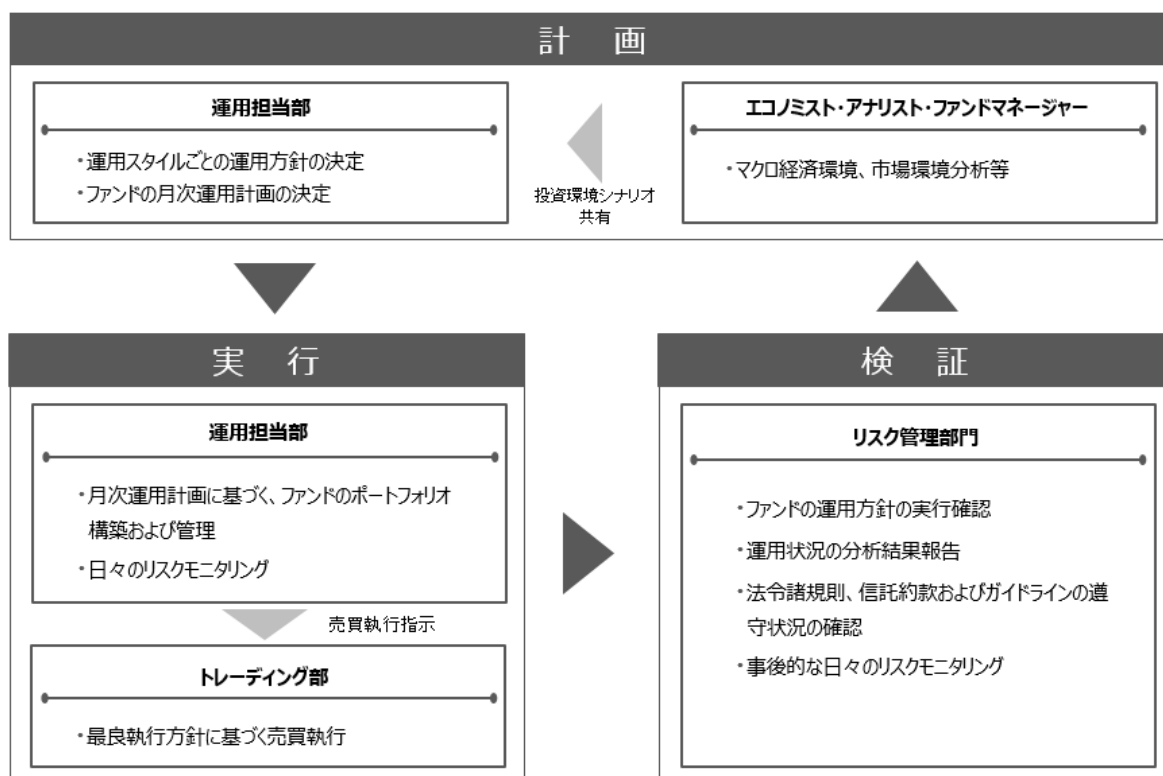 計 画
運用担当部
・運用スタイルごとの運用方針の決定
・ファンドの月次運用計画の決定
投資環境シナリオ
共有
エコノミスト・アナリスト・ファンドマネージャー
・マクロ経済環境、市場環境分析等
実 行
運用担当部
・月次運用計画に基づく、ファンドのポートフォリオ
構築および管理
・日々のリスクモニタリング
売買執行指示
トレーディング部
・最良執行方針に基づく売買執行
検 証
リスク管理部門
・ファンドの運用方針の実行確認
・運用状況の分析結果報告
・法令諸規則、信託約款およびガイドラインの遵
守状況の確認
・事後的な日々のリスクモニタリング